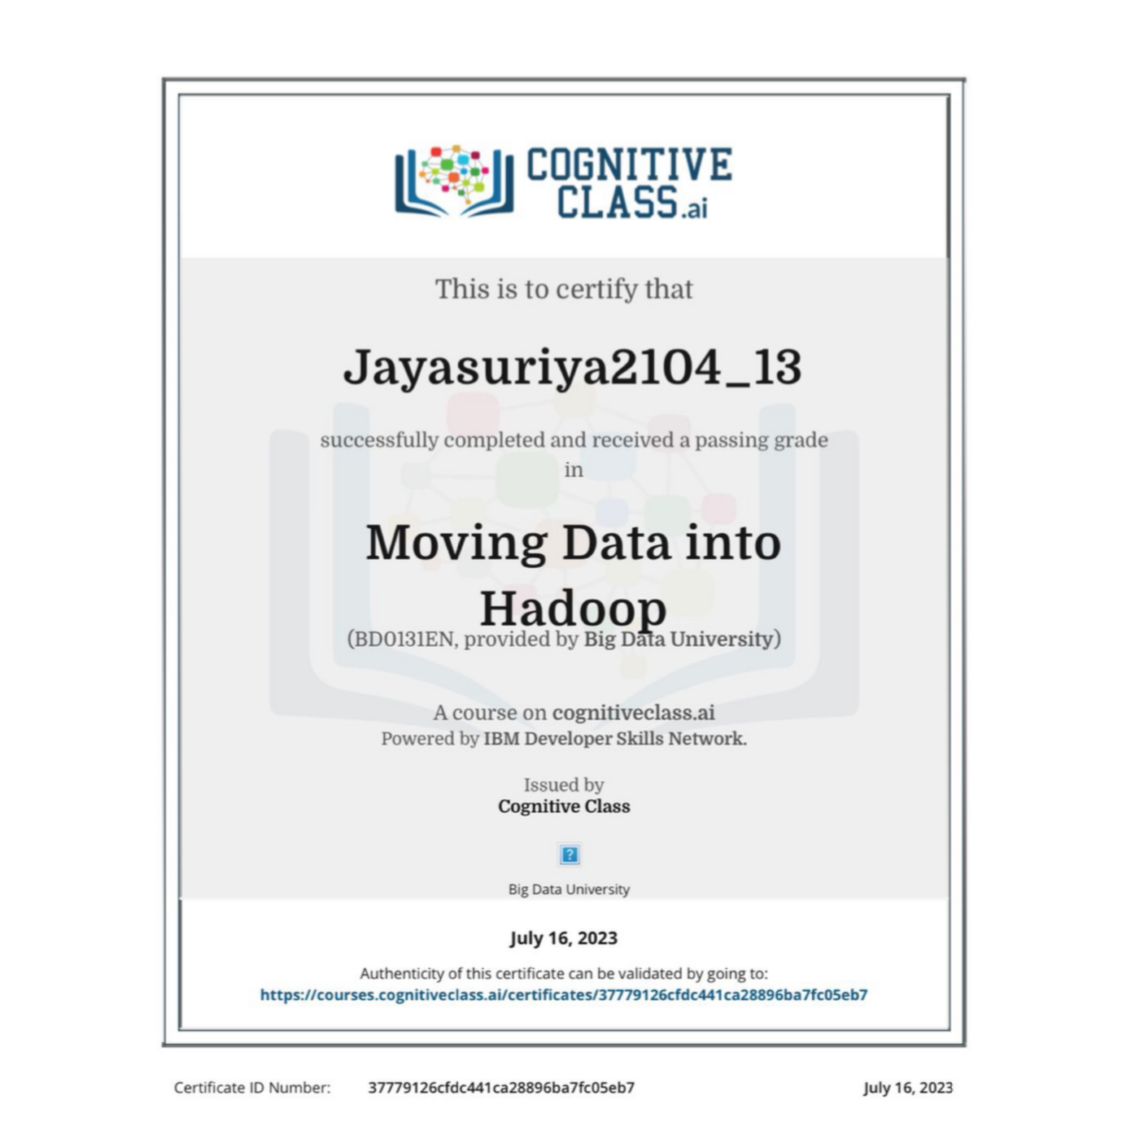 COGNITIVE
CLASS.ai
This is to certify that
Jayasuriya2104_13
successfully completed and received a passing grade
in
Moving Data into
Hadoop
(BD0131EN, provided by Big Data University)
A course on cognitiveclass.ai
Powered by IBM Developer Skills Network.
Issued by
Cognitive Class
?
Big Data University
July 16, 2023
Authenticity of this certificate can be validated by going to:
https://courses.cognitiveclass.ai/certificates/37779126cfdc441ca28896ba7fc05eb7
Certificate ID Number: 37779126cfdc441ca28896ba7fc05eb7 July 16, 2023